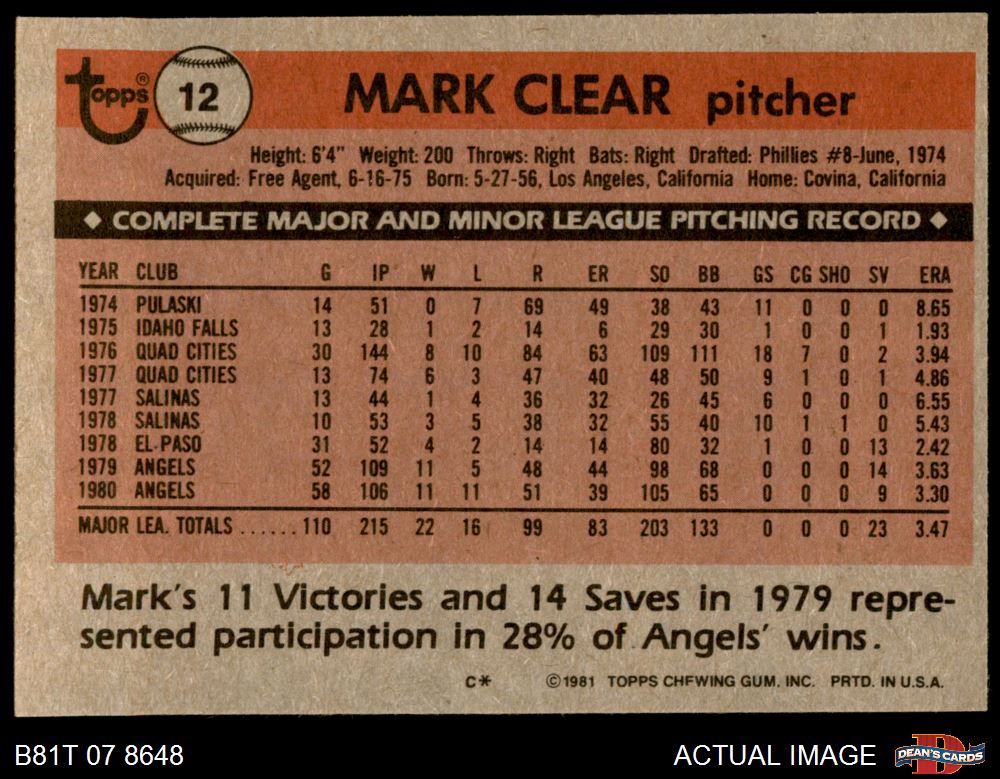 topps® 12 MARK CLEAR pitcher
Height: 6'4" Weight: 200 Throws: Right Bats: Right Drafted: Phillies #8-June, 1974
Acquired: Free Agent, 6-16-75 Born: 5-27-56, Los Angeles, California Home: Covina, California
◆ COMPLETE MAJOR AND MINOR LEAGUE PITCHING RECORD ◆
YEAR CLUB G IP W L R ER SO BB GS CG SHO SV ERA
1974 PULASKI 14 51 0 7 69 49 38 43 11 0 0 0 8.65
1975 IDAHO FALLS 13 28 1 2 14 6 29 30 1 0 0 1 1.93
1976 QUAD CITIES 30 144 8 10 84 63 109 111 18 7 0 2 3.94
1977 QUAD CITIES 13 74 6 3 47 40 48 50 9 1 0 1 4.86
1977 SALINAS 13 44 1 4 36 32 26 45 6 0 0 0 6.55
1978 SALINAS 10 53 3 5 38 32 55 40 10 1 1 0 5.43
1978 EL PASO 31 52 4 2 14 14 80 32 1 0 0 13 2.42
1979 ANGELS 52 109 11 5 48 44 98 68 0 0 0 14 3.63
1980 ANGELS 58 106 11 11 51 39 105 65 0 0 0 9 3.30
MAJOR LEA. TOTALS ...... 110 215 22 16 99 83 203 133 0 0 0 23 3.47
Mark's 11 Victories and 14 Saves in 1979 repre-
sented participation in 28% of Angels' wins.
C* ©1981 TOPPS CHEWING GUM, INC. PRTD. IN U.S.A.
B81T 07 8648 ACTUAL IMAGE DEAN'S CARDS